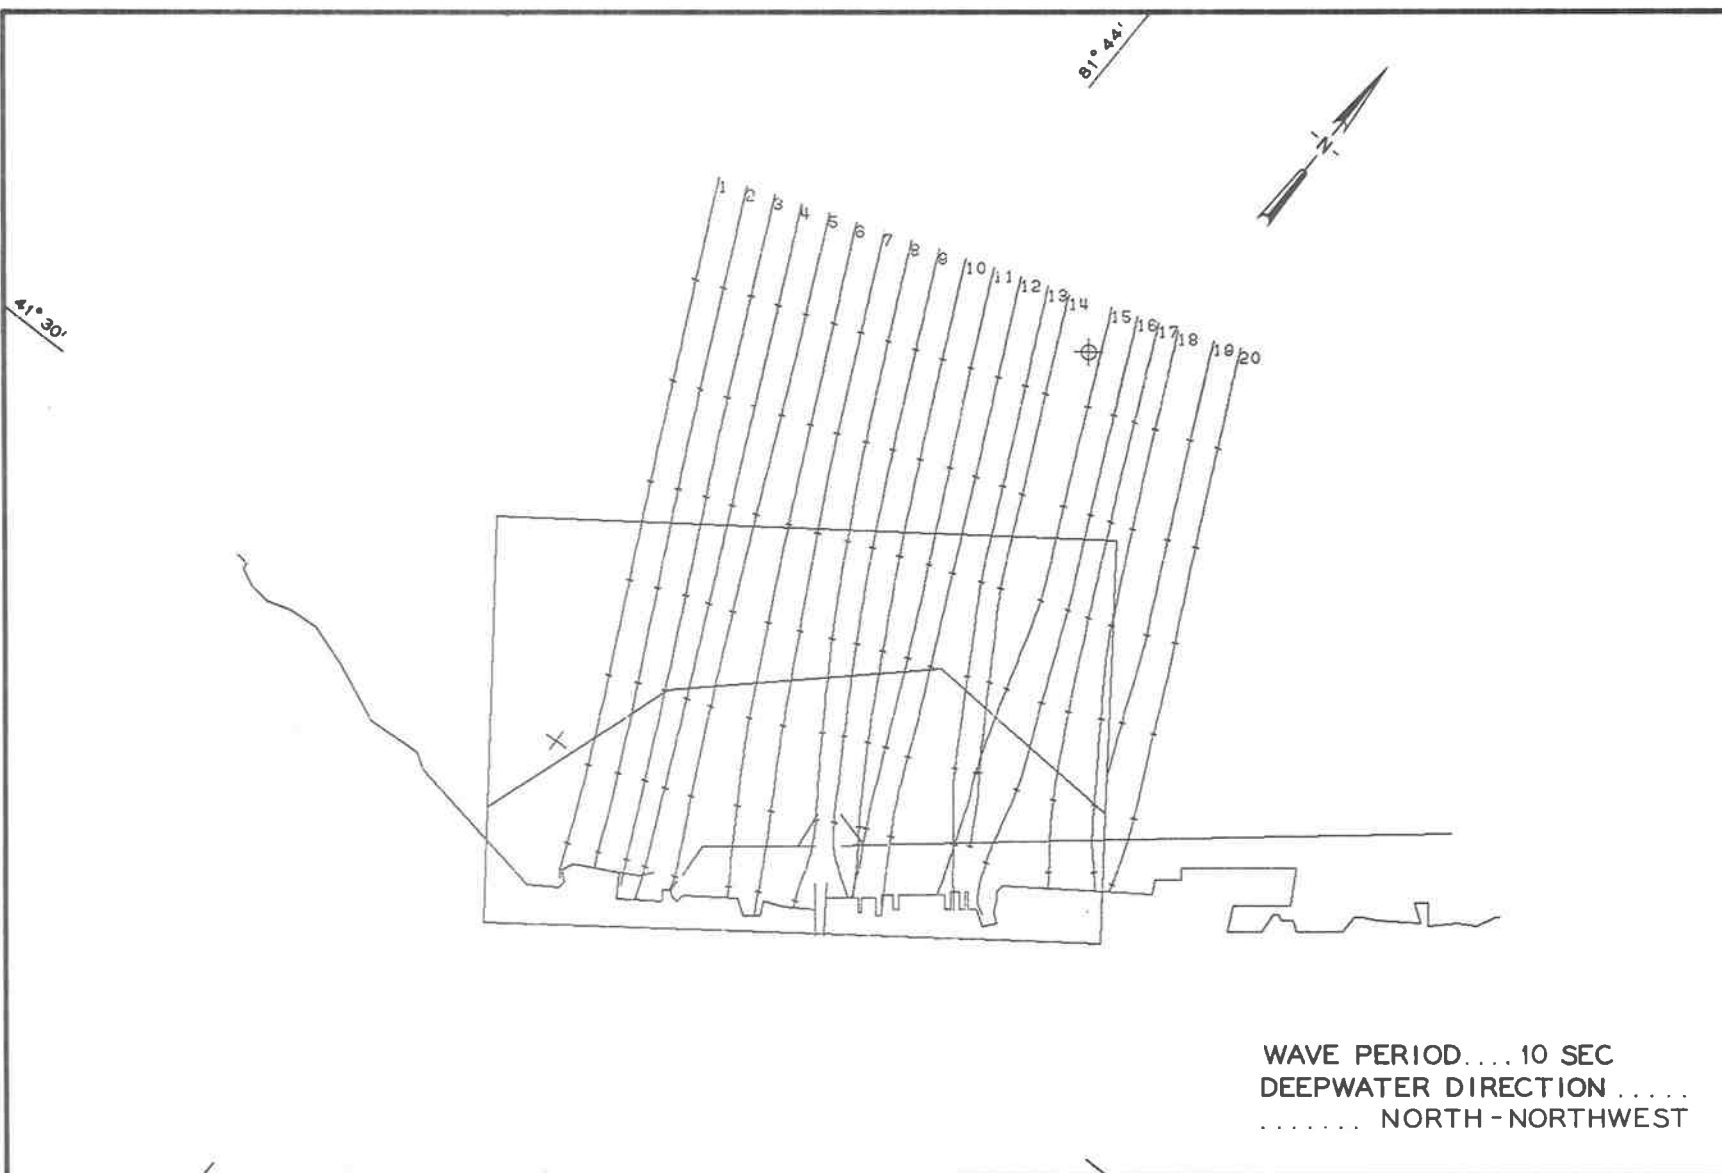 81° 44'
-N-
41° 30'
1 2 3 4 5 6 7 8 9 10 11 12 13 14 15 16 17 18 19 20
WAVE PERIOD.... 10 SEC
DEEPWATER DIRECTION .....
....... NORTH-NORTHWEST